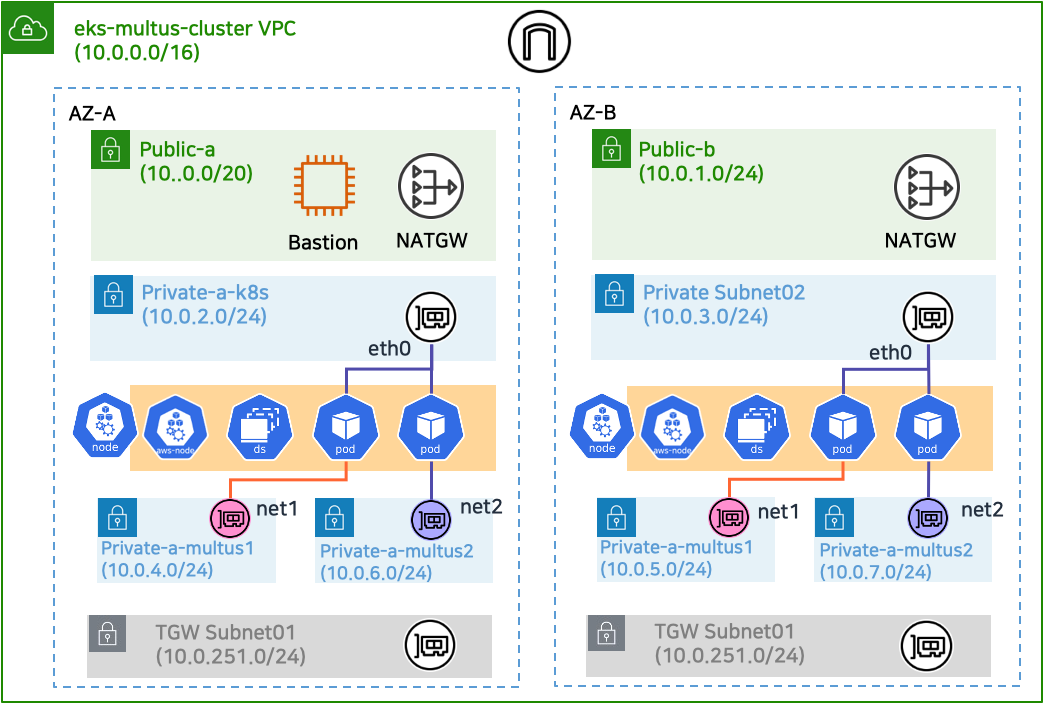 eks-multus-cluster VPC
(10.0.0.0/16)
AZ-A
Public-a
(10..0.0/20)
Bastion
NATGW
Private-a-k8s
(10.0.2.0/24)
eth0
node
aws-node
ds
pod
pod
net1
net2
Private-a-multus1
(10.0.4.0/24)
Private-a-multus2
(10.0.6.0/24)
TGW Subnet01
(10.0.251.0/24)
AZ-B
Public-b
(10.0.1.0/24)
NATGW
Private Subnet02
(10.0.3.0/24)
eth0
node
aws-node
ds
pod
pod
net1
net2
Private-a-multus1
(10.0.5.0/24)
Private-a-multus2
(10.0.7.0/24)
TGW Subnet01
(10.0.251.0/24)